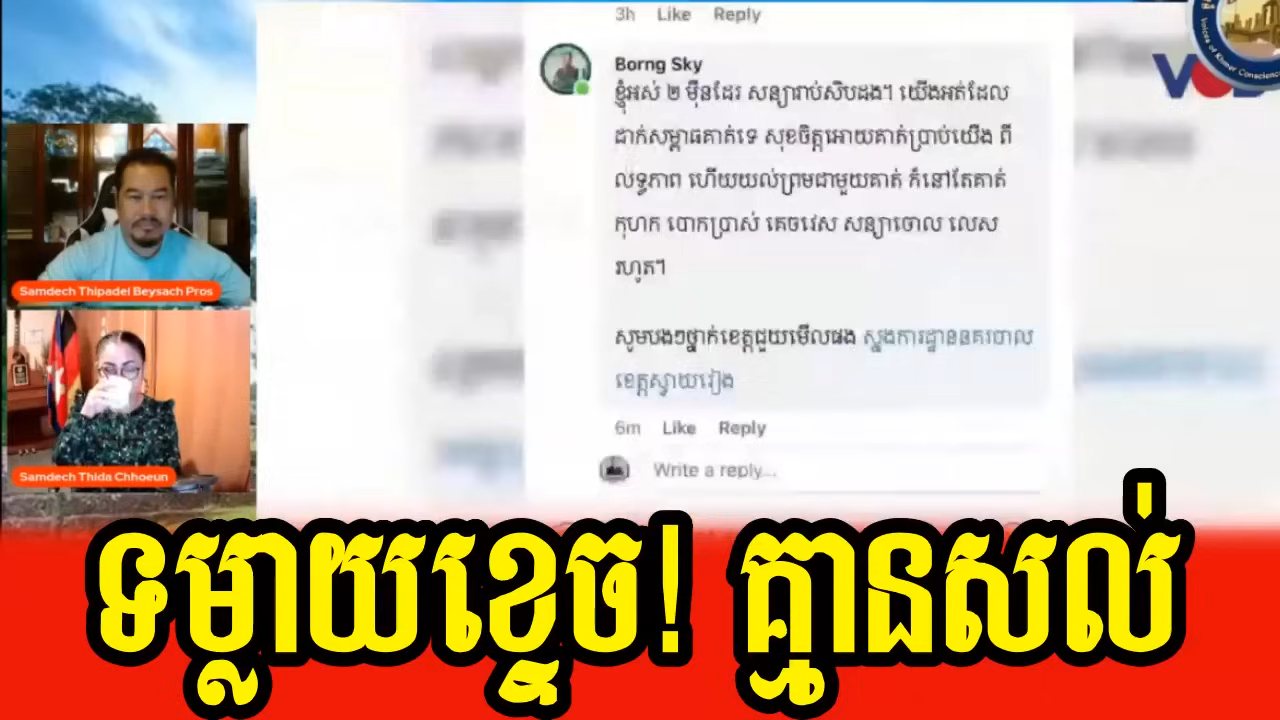 3h Like Reply
Borng Sky
ខ្ញុំអស់ ២ ម៉ឺនដែរ សន្យារាប់សិបដង។ យើងអត់ដែល
ដាក់សម្ពាធគាត់ទេ សុខចិត្តអោយគាត់ប្រាប់យើង ពី
លទ្ធភាព ហើយយល់ព្រមជាមួយគាត់ ក៏នៅតែគាត់
កុហក បោកប្រាស់ គេចវេស សន្យាចោល លេស
រហូត។
សូមបងៗថ្នាក់ខេត្តជួយមើលផង ស្នងការដ្ឋាននគរបាល
ខេត្តស្វាយរៀង
6m Like Reply
Write a reply...
Voices of Khmer Conscience
Samdech Thipadei Beysach Pros
Samdech Thida Chhoeun
ទម្លាយខ្ទេច! គ្មានសល់